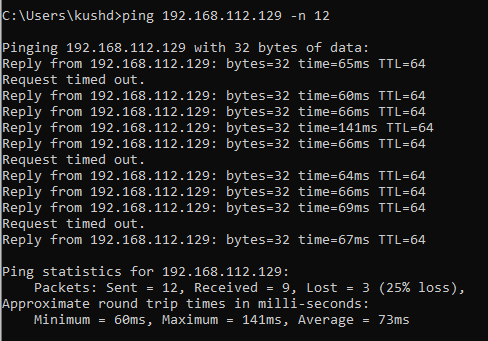 C:\Users\kushd>ping 192.168.112.129 -n 12
Pinging 192.168.112.129 with 32 bytes of data:
Reply from 192.168.112.129: bytes=32 time=65ms TTL=64
Request timed out.
Reply from 192.168.112.129: bytes=32 time=60ms TTL=64
Reply from 192.168.112.129: bytes=32 time=66ms TTL=64
Reply from 192.168.112.129: bytes=32 time=141ms TTL=64
Reply from 192.168.112.129: bytes=32 time=66ms TTL=64
Request timed out.
Reply from 192.168.112.129: bytes=32 time=64ms TTL=64
Reply from 192.168.112.129: bytes=32 time=66ms TTL=64
Reply from 192.168.112.129: bytes=32 time=69ms TTL=64
Request timed out.
Reply from 192.168.112.129: bytes=32 time=67ms TTL=64
Ping statistics for 192.168.112.129:
    Packets: Sent = 12, Received = 9, Lost = 3 (25% loss),
Approximate round trip times in milli-seconds:
    Minimum = 60ms, Maximum = 141ms, Average = 73ms